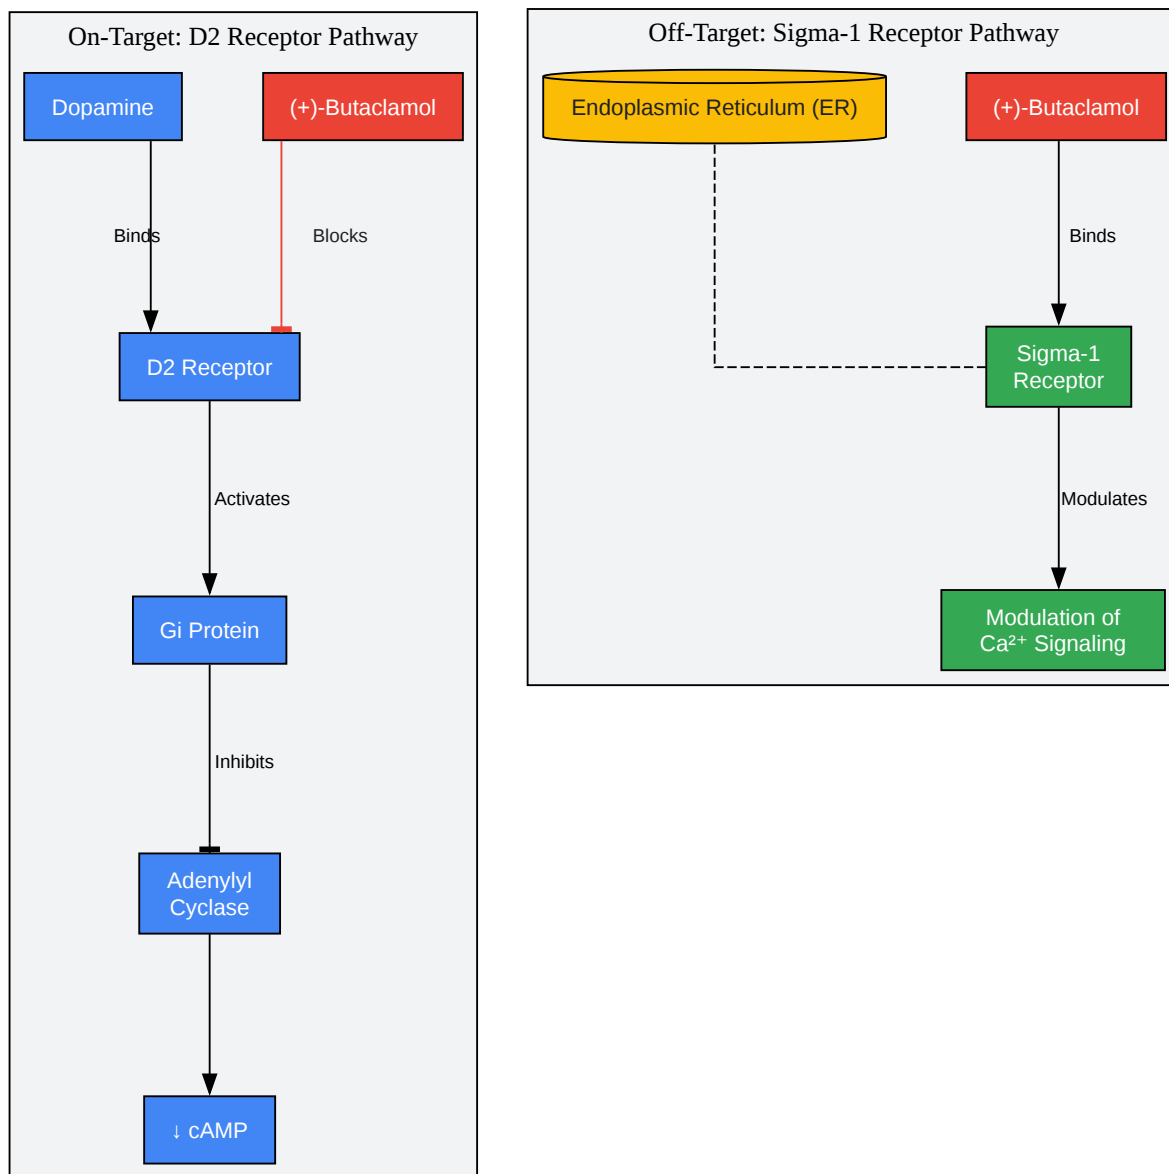 On-Target: D2 Receptor Pathway
Dopamine
(+)-Butaclamol
Binds
Blocks
D2 Receptor
Activates
Gi Protein
Inhibits
Adenylyl
Cyclase
↓ cAMP
Off-Target: Sigma-1 Receptor Pathway
Endoplasmic Reticulum (ER)
(+)-Butaclamol
Binds
Sigma-1
Receptor
Modulates
Modulation of
Ca²⁺ Signaling